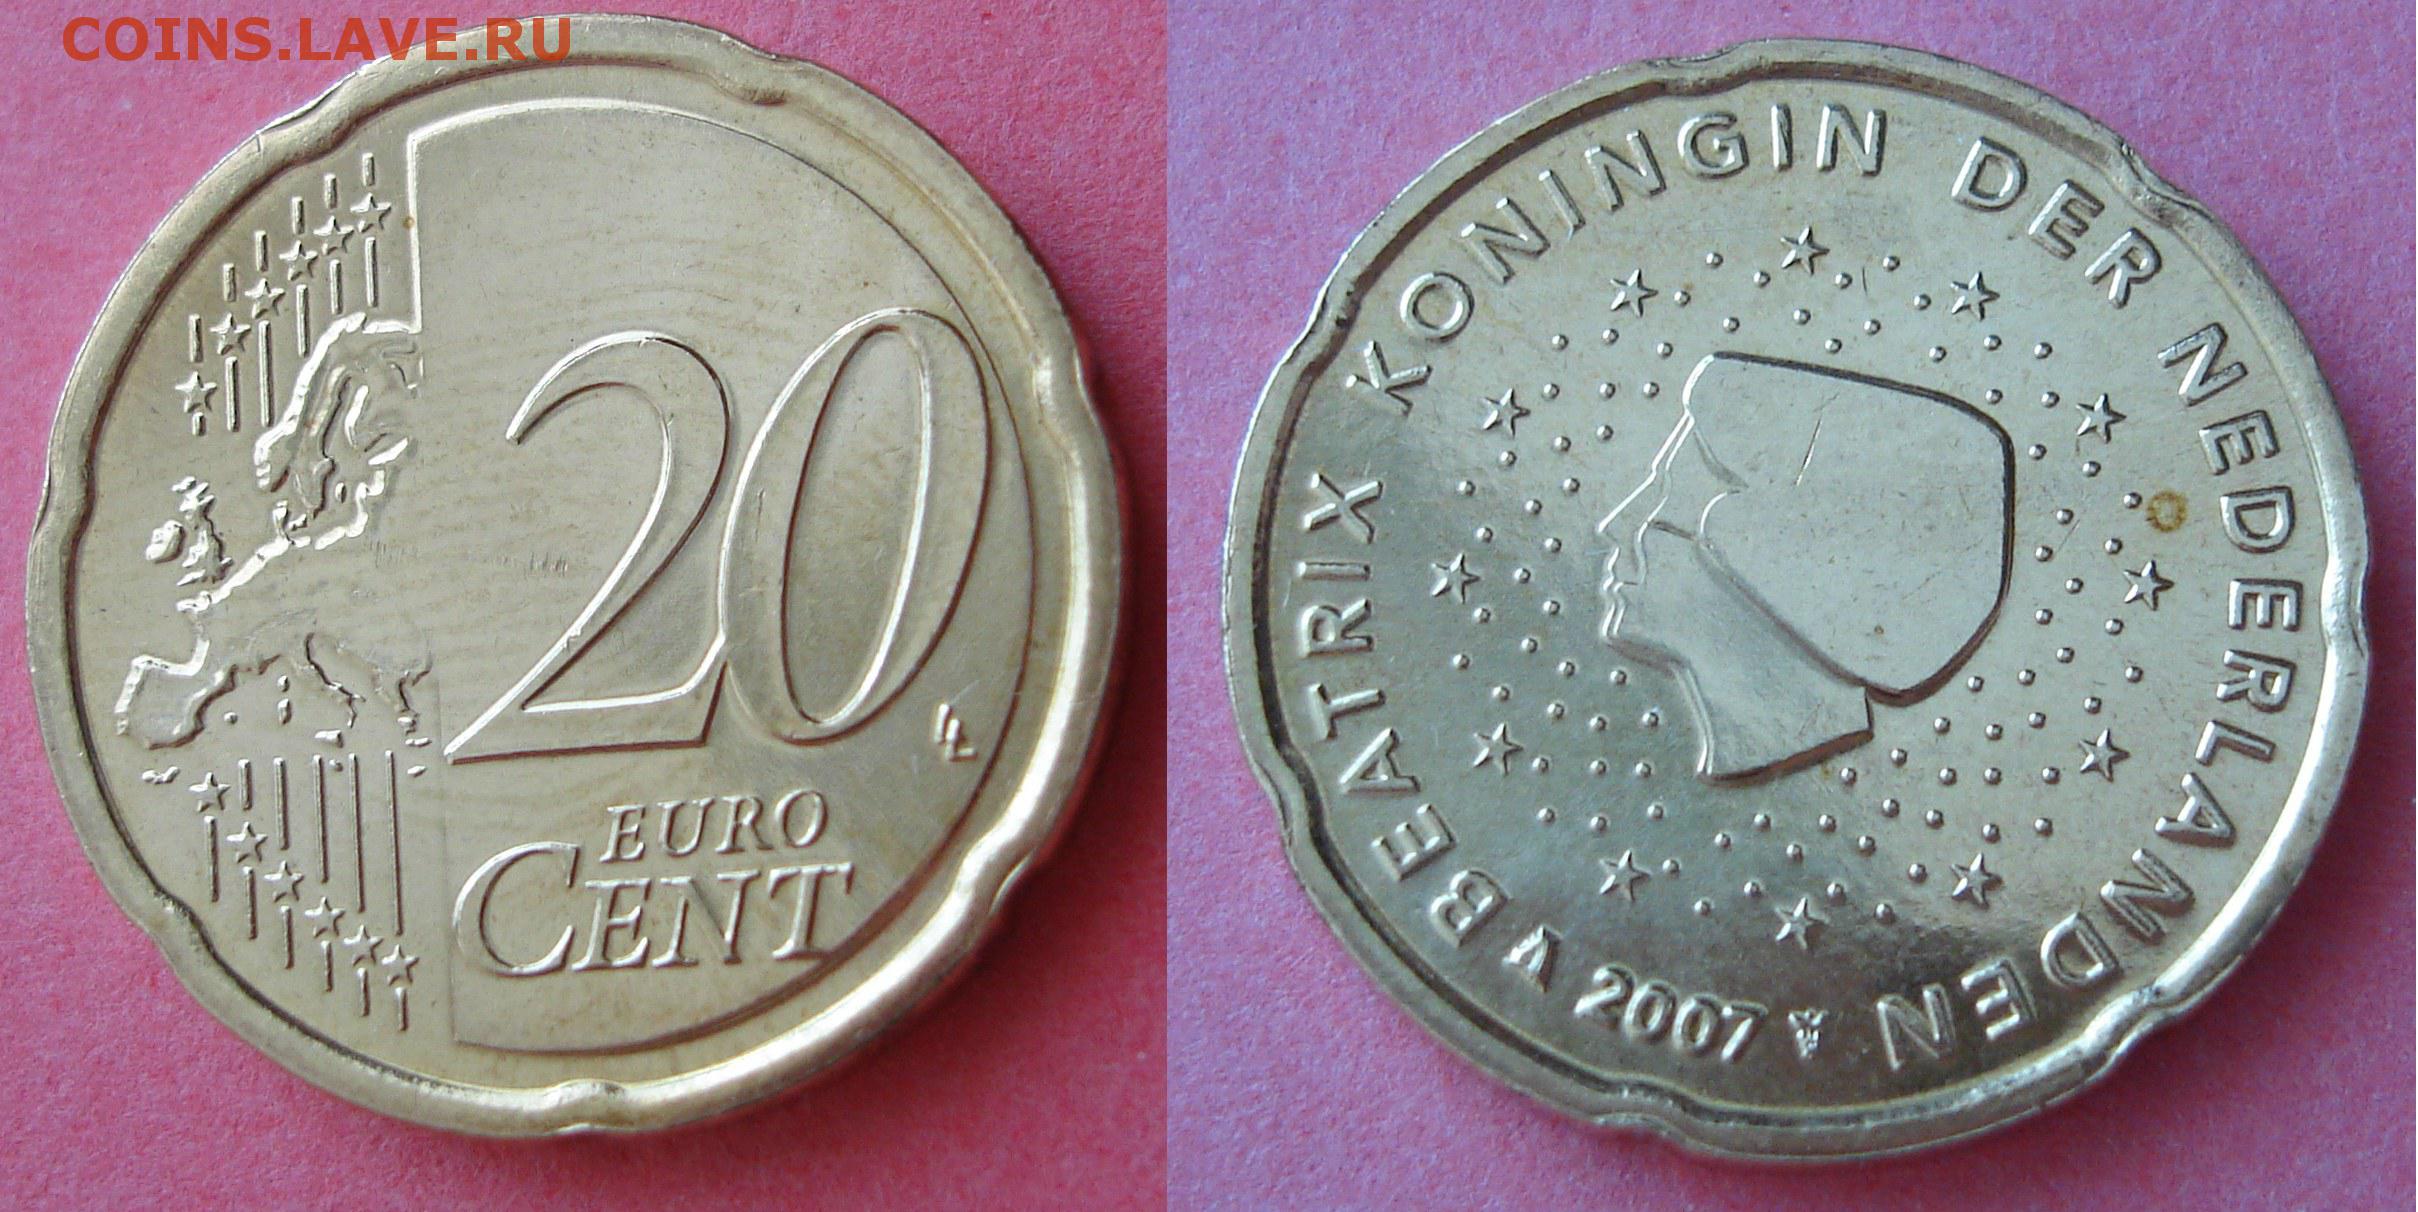 COINS.LAVE.RU
20
EURO
CENT
BEATRIX KONINGIN DER NEDERLANDEN
2007